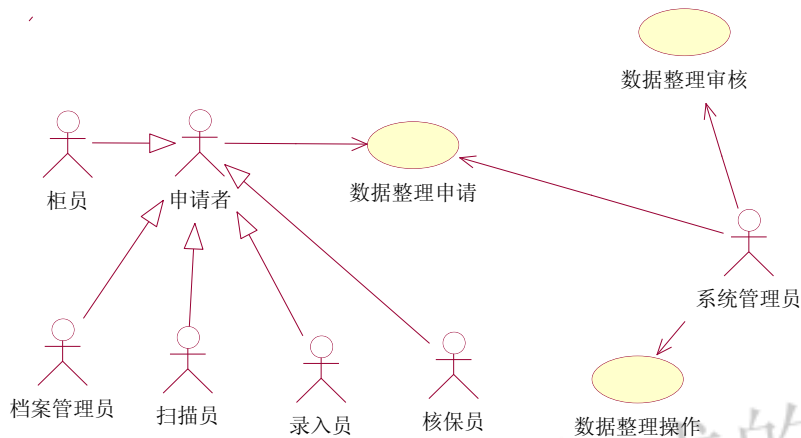 数据整理审核
柜员
申请者
数据整理申请
系统管理员
档案管理员
扫描员
录入员
核保员
数据整理操作